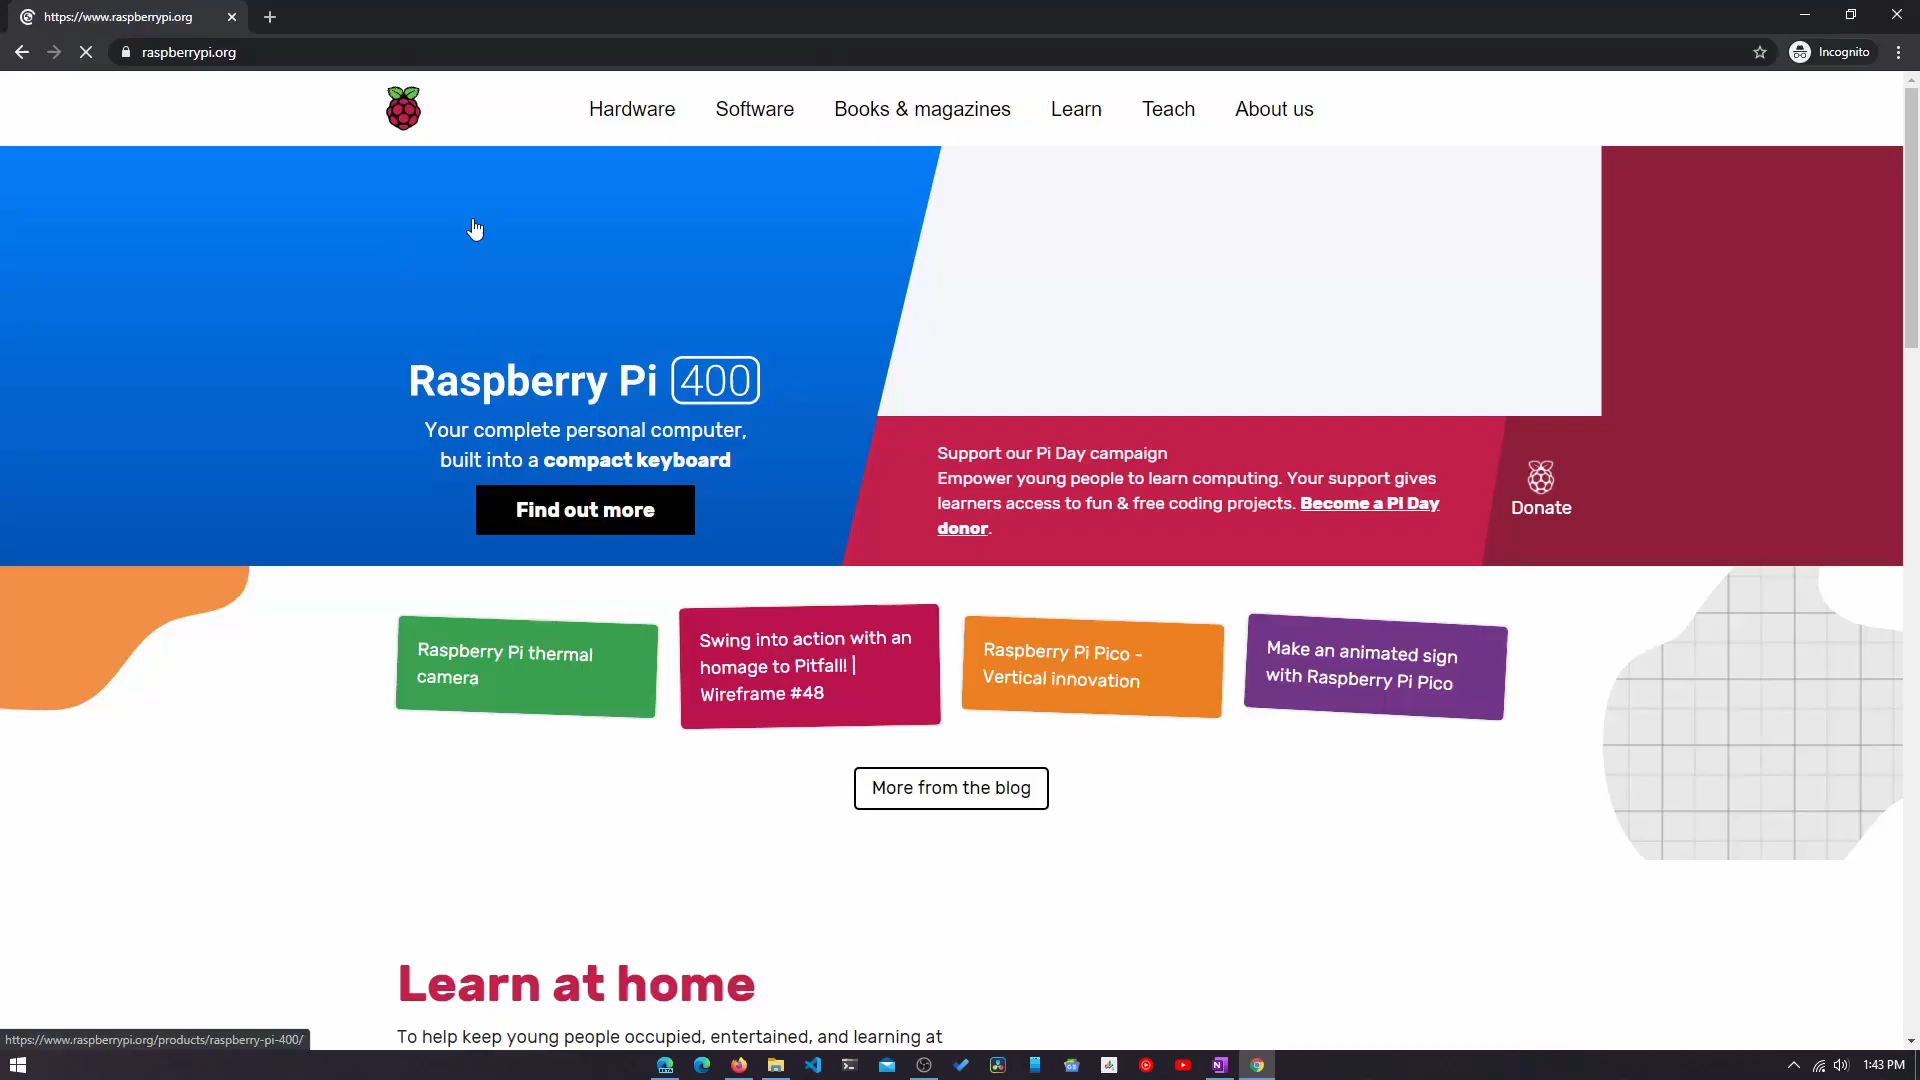 https://www.raspberrypi.org
raspberrypi.org
Incognito
Hardware
Software
Books & magazines
Learn
Teach
About us
Raspberry Pi 400
Your complete personal computer,
built into a compact keyboard
Find out more
Support our Pi Day campaign
Empower young people to learn computing. Your support gives
learners access to fun & free coding projects. Become a Pi Day
donor.
Donate
Raspberry Pi thermal
camera
Swing into action with an
homage to Pitfall! |
Wireframe #48
Raspberry Pi Pico -
Vertical innovation
Make an animated sign
with Raspberry Pi Pico
More from the blog
Learn at home
To help keep young people occupied, entertained, and learning at
https://www.raspberrypi.org/products/raspberry-pi-400/
1:43 PM